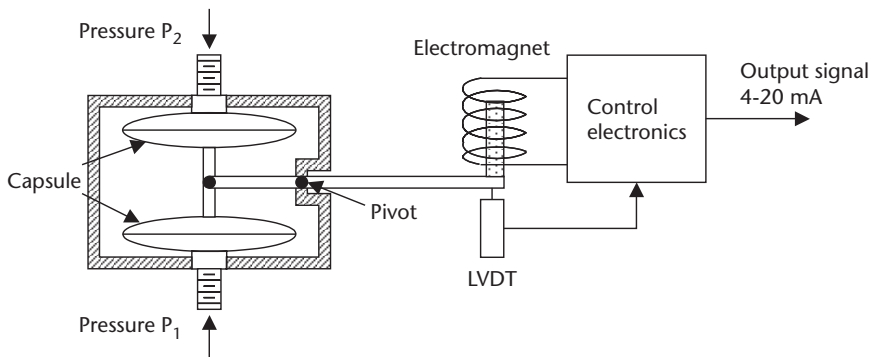 Pressure P2
Electromagnet
Output signal
4-20 mA
Control
electronics
Capsule
Pivot
LVDT
Pressure P1